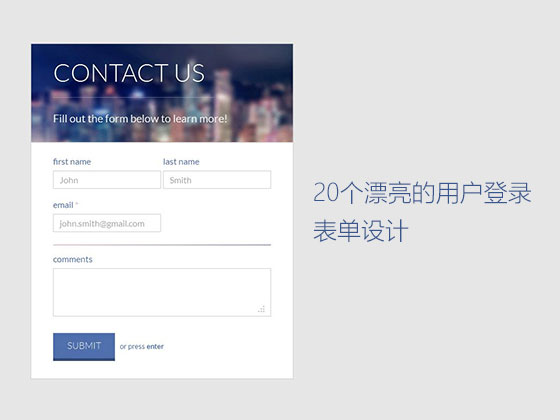 CONTACT US
Fill out the form below to learn more!
first name last name
John Smith
email *
john.smith@gmail.com
comments
SUBMIT or press enter
20个漂亮的用户登录
表单设计